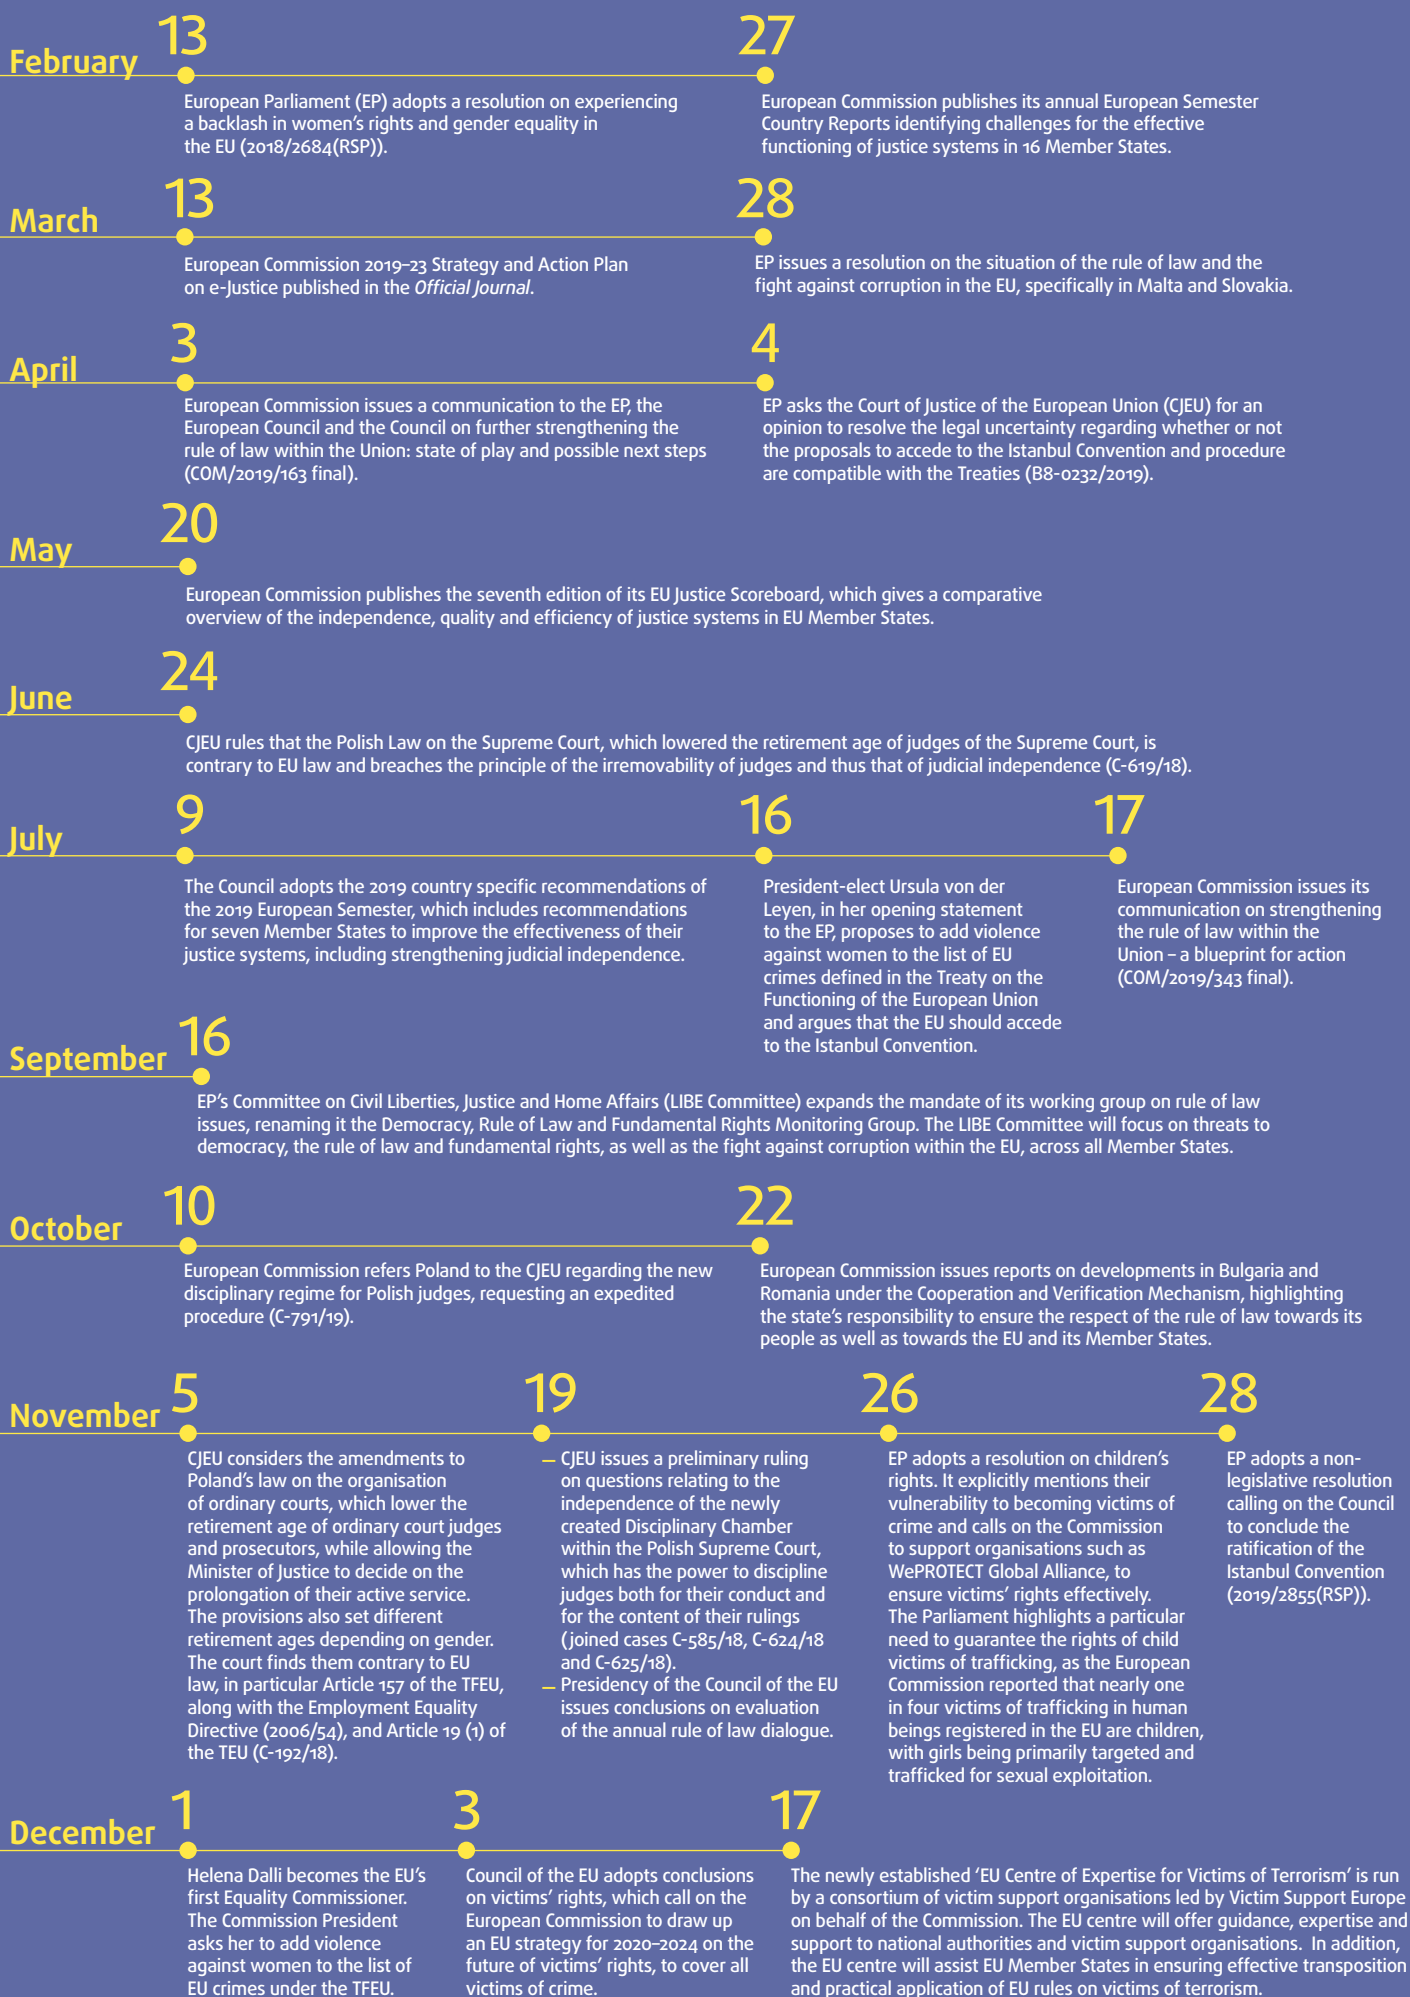 February
13
European Parliament (EP) adopts a resolution on experiencing
a backlash in women’s rights and gender equality in
the EU (2018/2684(RSP)).
27
European Commission publishes its annual European Semester
Country Reports identifying challenges for the effective
functioning of justice systems in 16 Member States.
March
13
European Commission 2019–23 Strategy and Action Plan
on e-Justice published in the Official Journal.
28
EP issues a resolution on the situation of the rule of law and the
fight against corruption in the EU, specifically in Malta and Slovakia.
April
3
European Commission issues a communication to the EP, the
European Council and the Council on further strengthening the
rule of law within the Union: state of play and possible next steps
(COM/2019/163 final).
4
EP asks the Court of Justice of the European Union (CJEU) for an
opinion to resolve the legal uncertainty regarding whether or not
the proposals to accede to the Istanbul Convention and procedure
are compatible with the Treaties (B8-0232/2019).
May
20
European Commission publishes the seventh edition of its EU Justice Scoreboard, which gives a comparative
overview of the independence, quality and efficiency of justice systems in EU Member States.
June
24
CJEU rules that the Polish Law on the Supreme Court, which lowered the retirement age of judges of the Supreme Court, is
contrary to EU law and breaches the principle of the irremovability of judges and thus that of judicial independence (C-619/18).
July
9
The Council adopts the 2019 country specific recommendations of
the 2019 European Semester, which includes recommendations
for seven Member States to improve the effectiveness of their
justice systems, including strengthening judicial independence.
16
President-elect Ursula von der
Leyen, in her opening statement
to the EP, proposes to add violence
against women to the list of EU
crimes defined in the Treaty on the
Functioning of the European Union
and argues that the EU should accede
to the Istanbul Convention.
17
European Commission issues its
communication on strengthening
the rule of law within the
Union – a blueprint for action
(COM/2019/343 final).
September
16
EP’s Committee on Civil Liberties, Justice and Home Affairs (LIBE Committee) expands the mandate of its working group on rule of law
issues, renaming it the Democracy, Rule of Law and Fundamental Rights Monitoring Group. The LIBE Committee will focus on threats to
democracy, the rule of law and fundamental rights, as well as the fight against corruption within the EU, across all Member States.
October
10
European Commission refers Poland to the CJEU regarding the new
disciplinary regime for Polish judges, requesting an expedited
procedure (C-791/19).
22
European Commission issues reports on developments in Bulgaria and
Romania under the Cooperation and Verification Mechanism, highlighting
the state’s responsibility to ensure the respect of the rule of law towards its
people as well as towards the EU and its Member States.
November
5
CJEU considers the amendments to
Poland’s law on the organisation
of ordinary courts, which lower the
retirement age of ordinary court judges
and prosecutors, while allowing the
Minister of Justice to decide on the
prolongation of their active service.
The provisions also set different
retirement ages depending on gender.
The court finds them contrary to EU
law, in particular Article 157 of the TFEU,
along with the Employment Equality
Directive (2006/54), and Article 19 (1) of
the TEU (C-192/18).
19
— CJEU issues a preliminary ruling
on questions relating to the
independence of the newly
created Disciplinary Chamber
within the Polish Supreme Court,
which has the power to discipline
judges both for their conduct and
for the content of their rulings
(joined cases C-585/18, C-624/18
and C-625/18).
— Presidency of the Council of the EU
issues conclusions on evaluation
of the annual rule of law dialogue.
26
EP adopts a resolution on children’s
rights. It explicitly mentions their
vulnerability to becoming victims of
crime and calls on the Commission
to support organisations such as
WePROTECT Global Alliance, to
ensure victims’ rights effectively.
The Parliament highlights a particular
need to guarantee the rights of child
victims of trafficking, as the European
Commission reported that nearly one
in four victims of trafficking in human
beings registered in the EU are children,
with girls being primarily targeted and
trafficked for sexual exploitation.
28
EP adopts a non-
legislative resolution
calling on the Council
to conclude the
ratification of the
Istanbul Convention
(2019/2855(RSP)).
December
1
Helena Dalli becomes the EU’s
first Equality Commissioner.
The Commission President
asks her to add violence
against women to the list of
EU crimes under the TFEU.
3
Council of the EU adopts conclusions
on victims’ rights, which call on the
European Commission to draw up
an EU strategy for 2020–2024 on the
future of victims’ rights, to cover all
victims of crime.
17
The newly established ‘EU Centre of Expertise for Victims of Terrorism’ is run
by a consortium of victim support organisations led by Victim Support Europe
on behalf of the Commission. The EU centre will offer guidance, expertise and
support to national authorities and victim support organisations. In addition,
the EU centre will assist EU Member States in ensuring effective transposition
and practical application of EU rules on victims of terrorism.